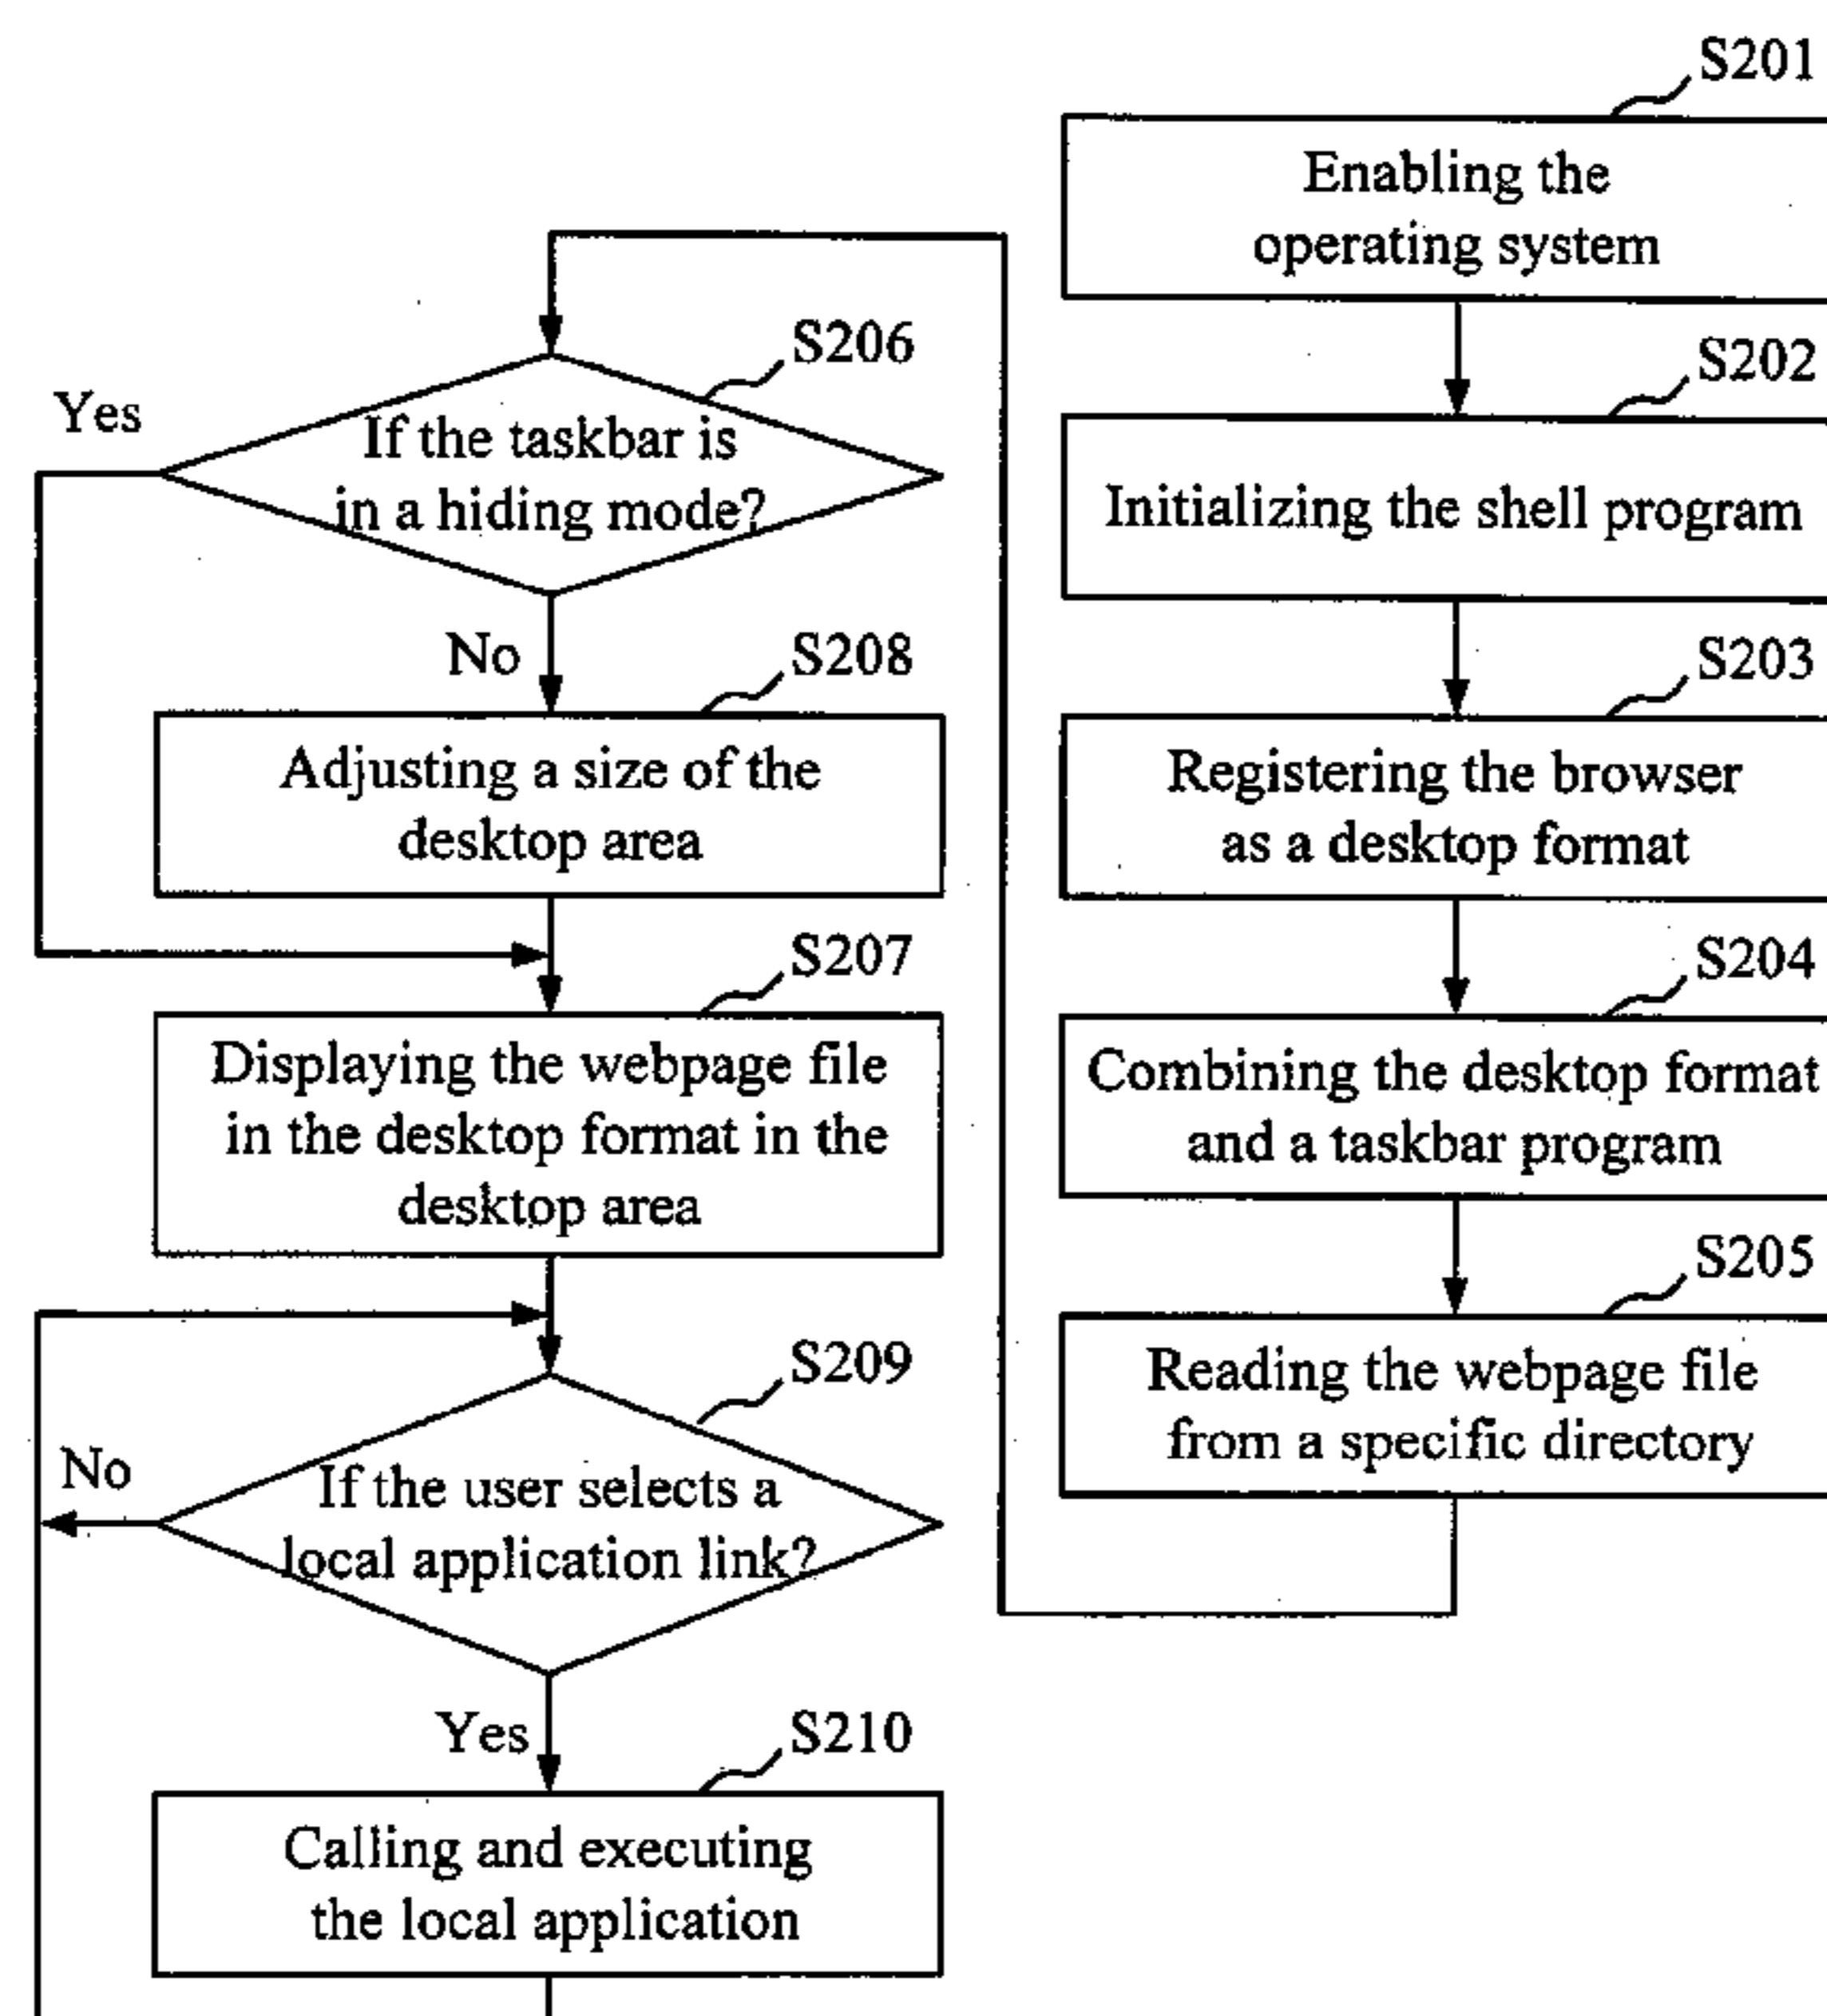 S201
Enabling the
operating system
S202
Initializing the shell program
S203
Registering the browser
as a desktop format
S204
Combining the desktop format
and a taskbar program
S205
Reading the webpage file
from a specific directory
S206
If the taskbar is
in a hiding mode?
Yes
No
S208
Adjusting a size of the
desktop area
S207
Displaying the webpage file
in the desktop format in the
desktop area
S209
If the user selects a
local application link?
No
Yes
S210
Calling and executing
the local application